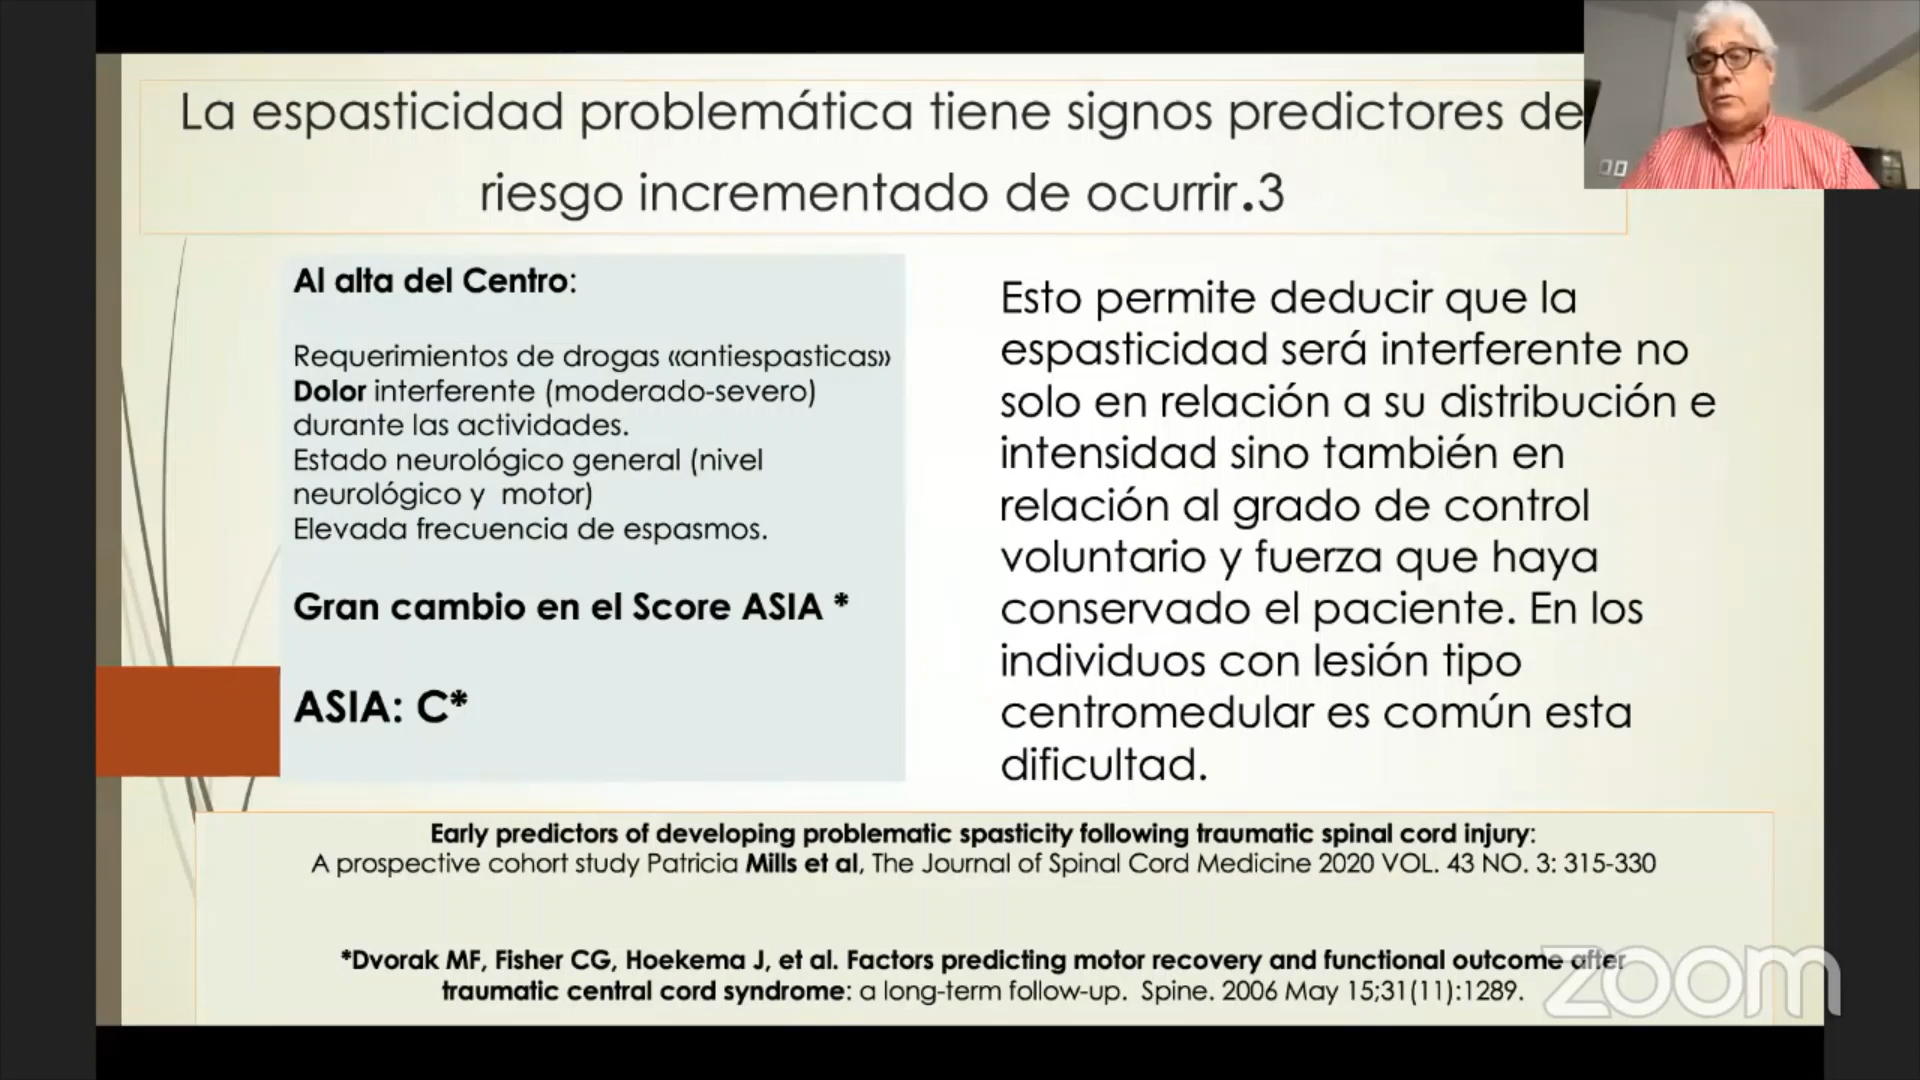 La espasticidad problemática tiene signos predictores de
riesgo incrementado de ocurrir.3
Al alta del Centro:
Requerimientos de drogas «antiespasticas»
Dolor interferente (moderado-severo)
durante las actividades.
Estado neurológico general (nivel
neurológico y motor)
Elevada frecuencia de espasmos.
Gran cambio en el Score ASIA *
ASIA: C*
Esto permite deducir que la
espasticidad será interferente no
solo en relación a su distribución e
intensidad sino también en
relación al grado de control
voluntario y fuerza que haya
conservado el paciente. En los
individuos con lesión tipo
centromedular es común esta
dificultad.
Early predictors of developing problematic spasticity following traumatic spinal cord injury:
A prospective cohort study Patricia Mills et al, The Journal of Spinal Cord Medicine 2020 VOL. 43 NO. 3: 315-330
*Dvorak MF, Fisher CG, Hoekema J, et al. Factors predicting motor recovery and functional outcome after
traumatic central cord syndrome: a long-term follow-up. Spine. 2006 May 15;31(11):1289.
zoom